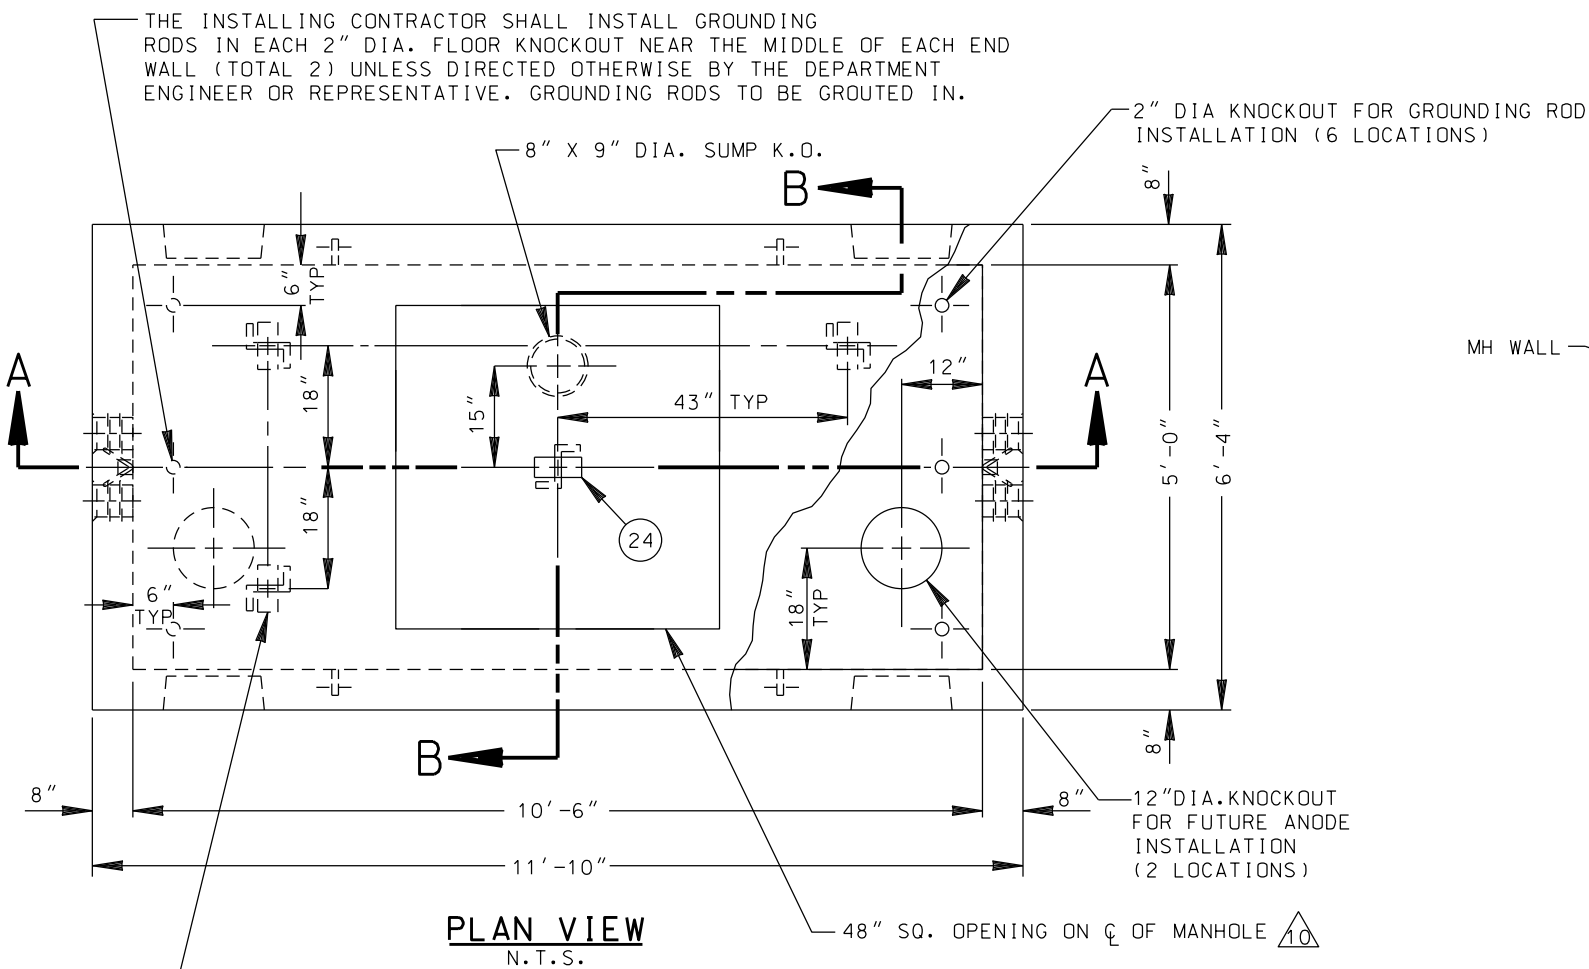 THE INSTALLING CONTRACTOR SHALL INSTALL GROUNDING
RODS IN EACH 2" DIA. FLOOR KNOCKOUT NEAR THE MIDDLE OF EACH END
WALL (TOTAL 2) UNLESS DIRECTED OTHERWISE BY THE DEPARTMENT
ENGINEER OR REPRESENTATIVE. GROUNDING RODS TO BE GROUTED IN.
2" DIA KNOCKOUT FOR GROUNDING ROD
INSTALLATION (6 LOCATIONS)
8" X 9" DIA. SUMP K.O.
B
8"
6"
TYP
MH WALL
A
12"
A
18"
15"
43" TYP
5'-0"
6'-4"
18"
24
6"
TYP
18"
TYP
B
8"
8"
10'-6"
8"
12"DIA.KNOCKOUT
FOR FUTURE ANODE
INSTALLATION
(2 LOCATIONS)
11'-10"
PLAN VIEW
N.T.S.
48" SQ. OPENING ON ℄ OF MANHOLE 10